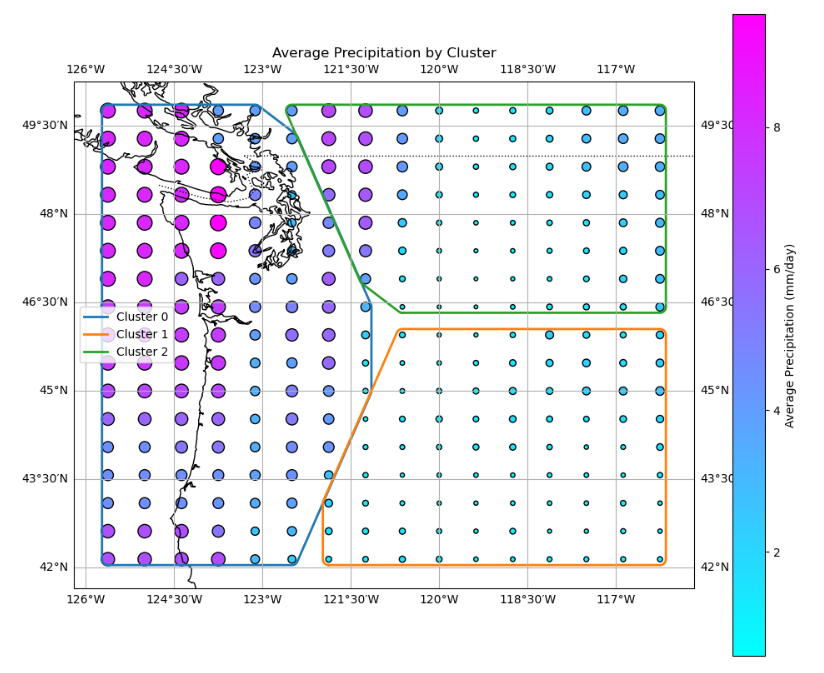 Average Precipitation by Cluster
126°W 124°30'W 123°W 121°30'W 120°W 118°30'W 117°W
49°30'N 49°30'N
48°N 48°N
46°30'N 46°30'N
45°N 45°N
43°30'N 43°30'N
42°N 42°N
126°W 124°30'W 123°W 121°30'W 120°W 118°30'W 117°W
Cluster 0
Cluster 1
Cluster 2
8
6
4
2
Average Precipitation (mm/day)